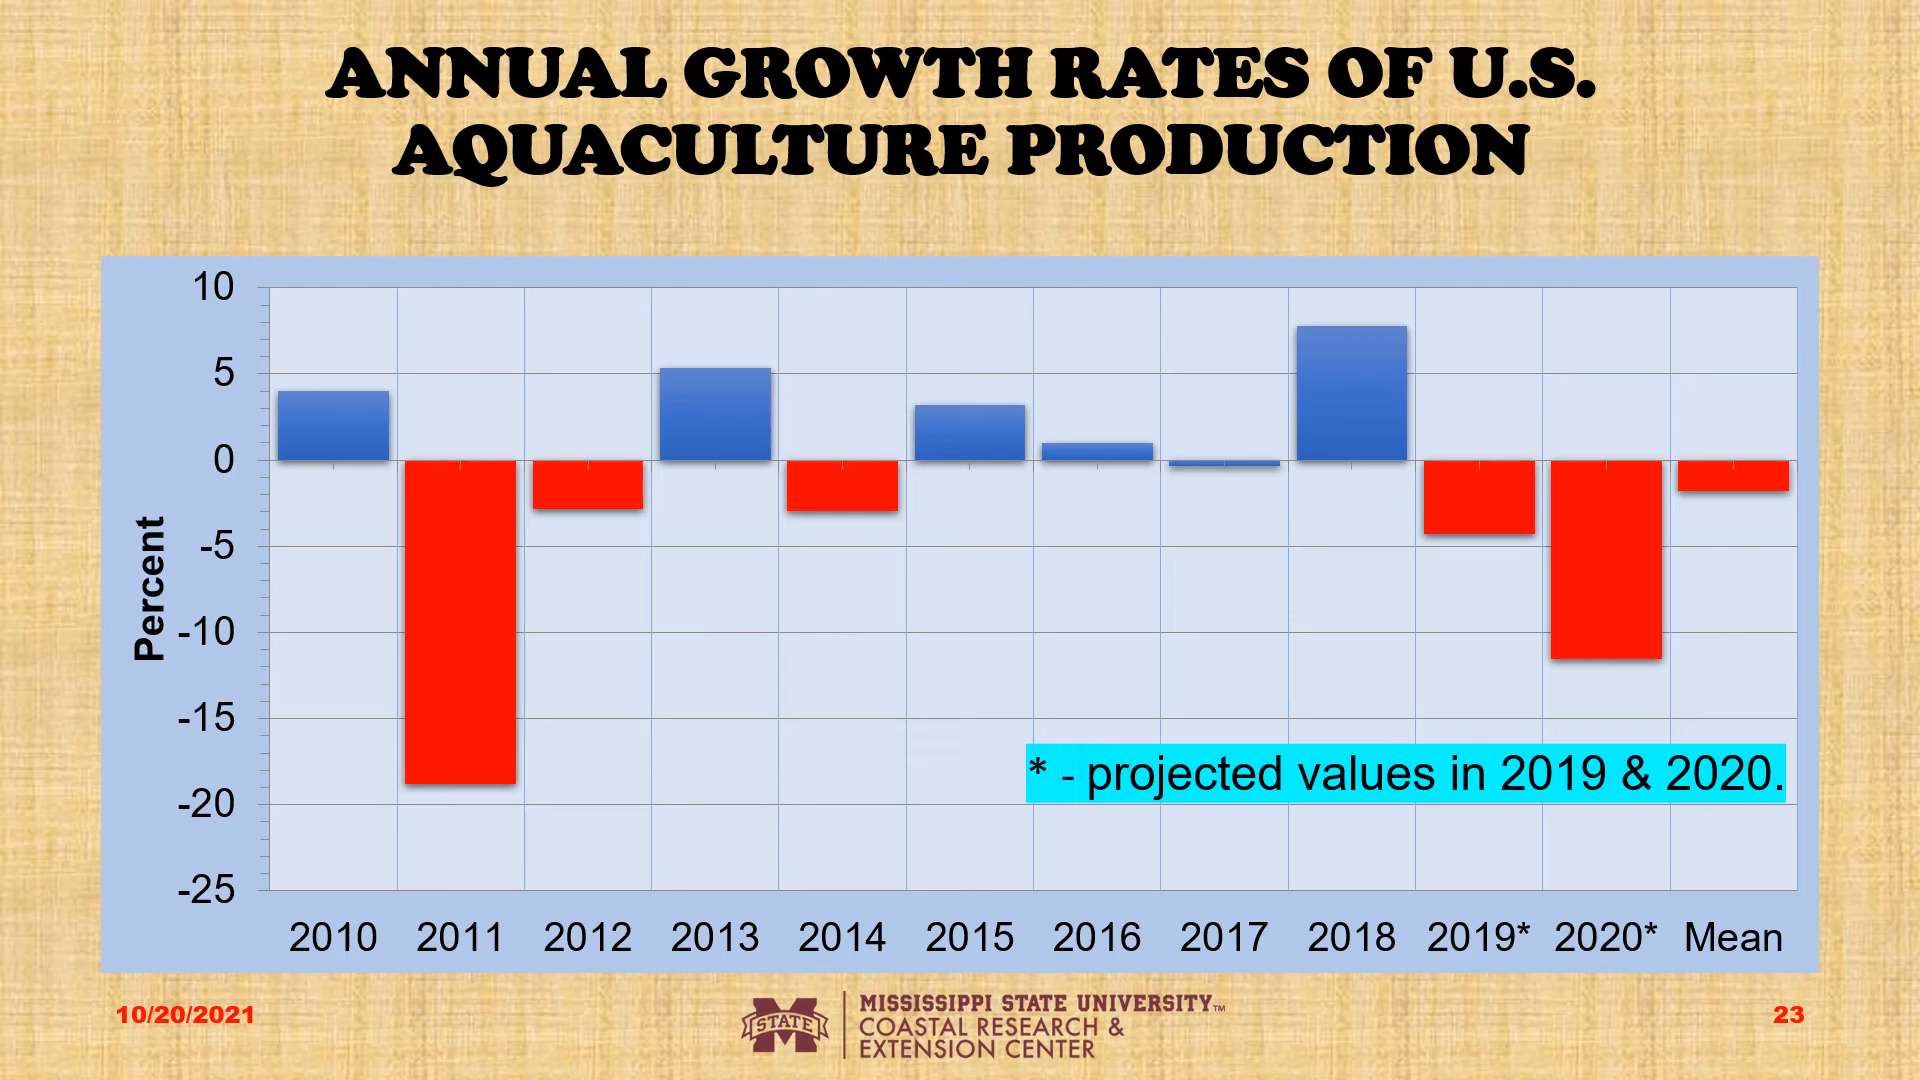 ANNUAL GROWTH RATES OF U.S.
AQUACULTURE PRODUCTION
10
5
0
-5
-10
-15
-20
-25
Percent
* - projected values in 2019 & 2020.
2010 2011 2012 2013 2014 2015 2016 2017 2018 2019* 2020* Mean
10/20/2021
STATE
MISSISSIPPI STATE UNIVERSITY™
COASTAL RESEARCH &
EXTENSION CENTER
23